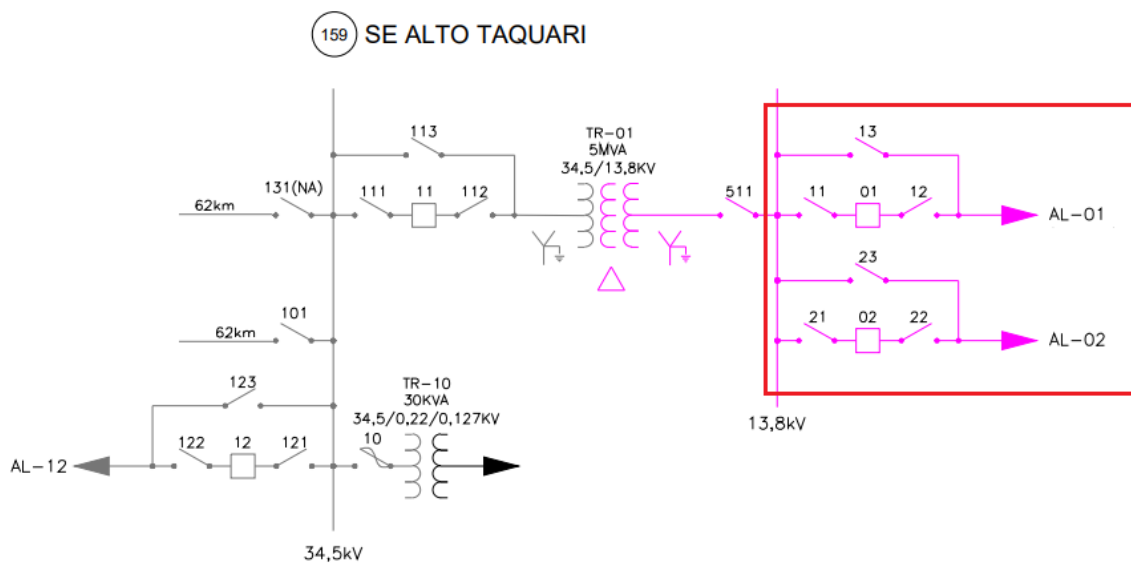 159 SE ALTO TAQUARI
113
TR-01
5MVA
34,5/13,8KV
13
131(NA)
111
11
112
511
11
01
12
62km
AL-01
23
101
62km
21
02
22
AL-02
123
TR-10
30KVA
34,5/0,22/0,127KV
13,8kV
122
12
121
10
AL-12
34,5kV